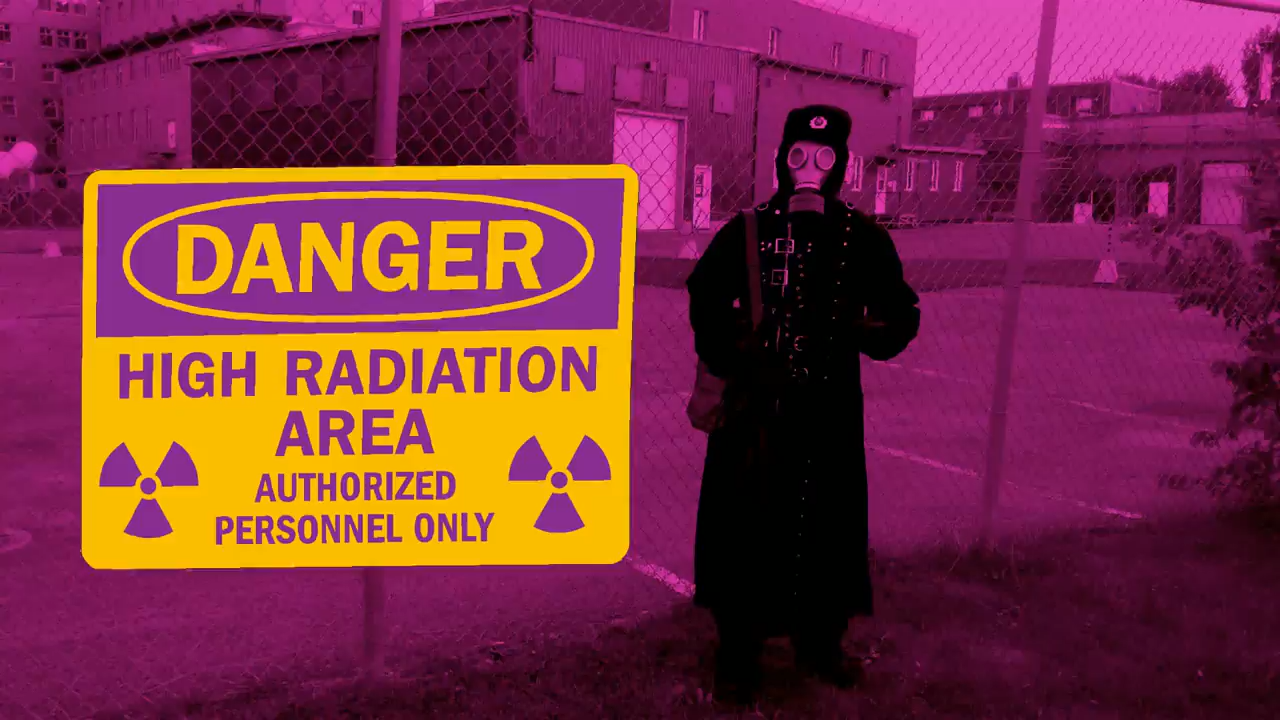 DANGER
HIGH RADIATION
AREA
AUTHORIZED
PERSONNEL ONLY